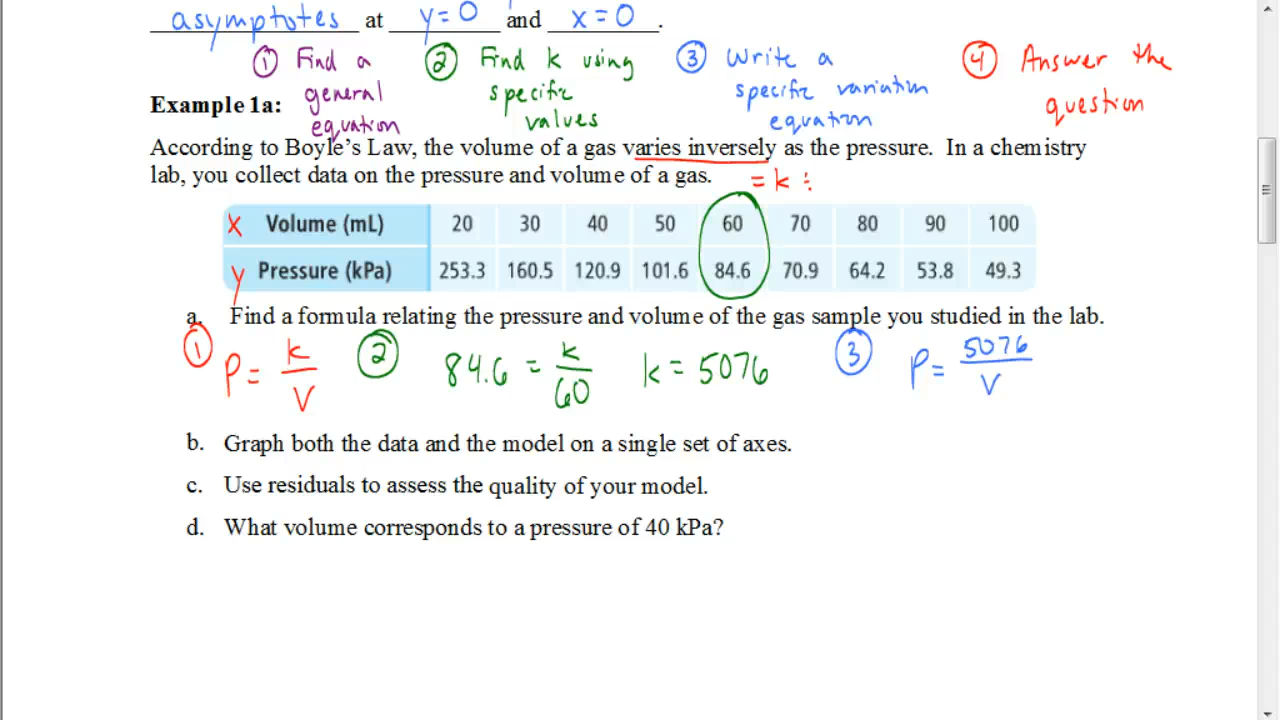 asymptotes at y=0 and x=0.
① Find a general equation
② Find k using specific values
③ Write a specific variation equation
④ Answer the question
Example 1a:
According to Boyle's Law, the volume of a gas varies inversely as the pressure. In a chemistry
lab, you collect data on the pressure and volume of a gas. = k ÷
x Volume (mL) 20 30 40 50 60 70 80 90 100
y Pressure (kPa) 253.3 160.5 120.9 101.6 84.6 70.9 64.2 53.8 49.3
a. Find a formula relating the pressure and volume of the gas sample you studied in the lab.
① P = k/V ② 84.6 = k/60 k = 5076 ③ P = 5076/V
b. Graph both the data and the model on a single set of axes.
c. Use residuals to assess the quality of your model.
d. What volume corresponds to a pressure of 40 kPa?